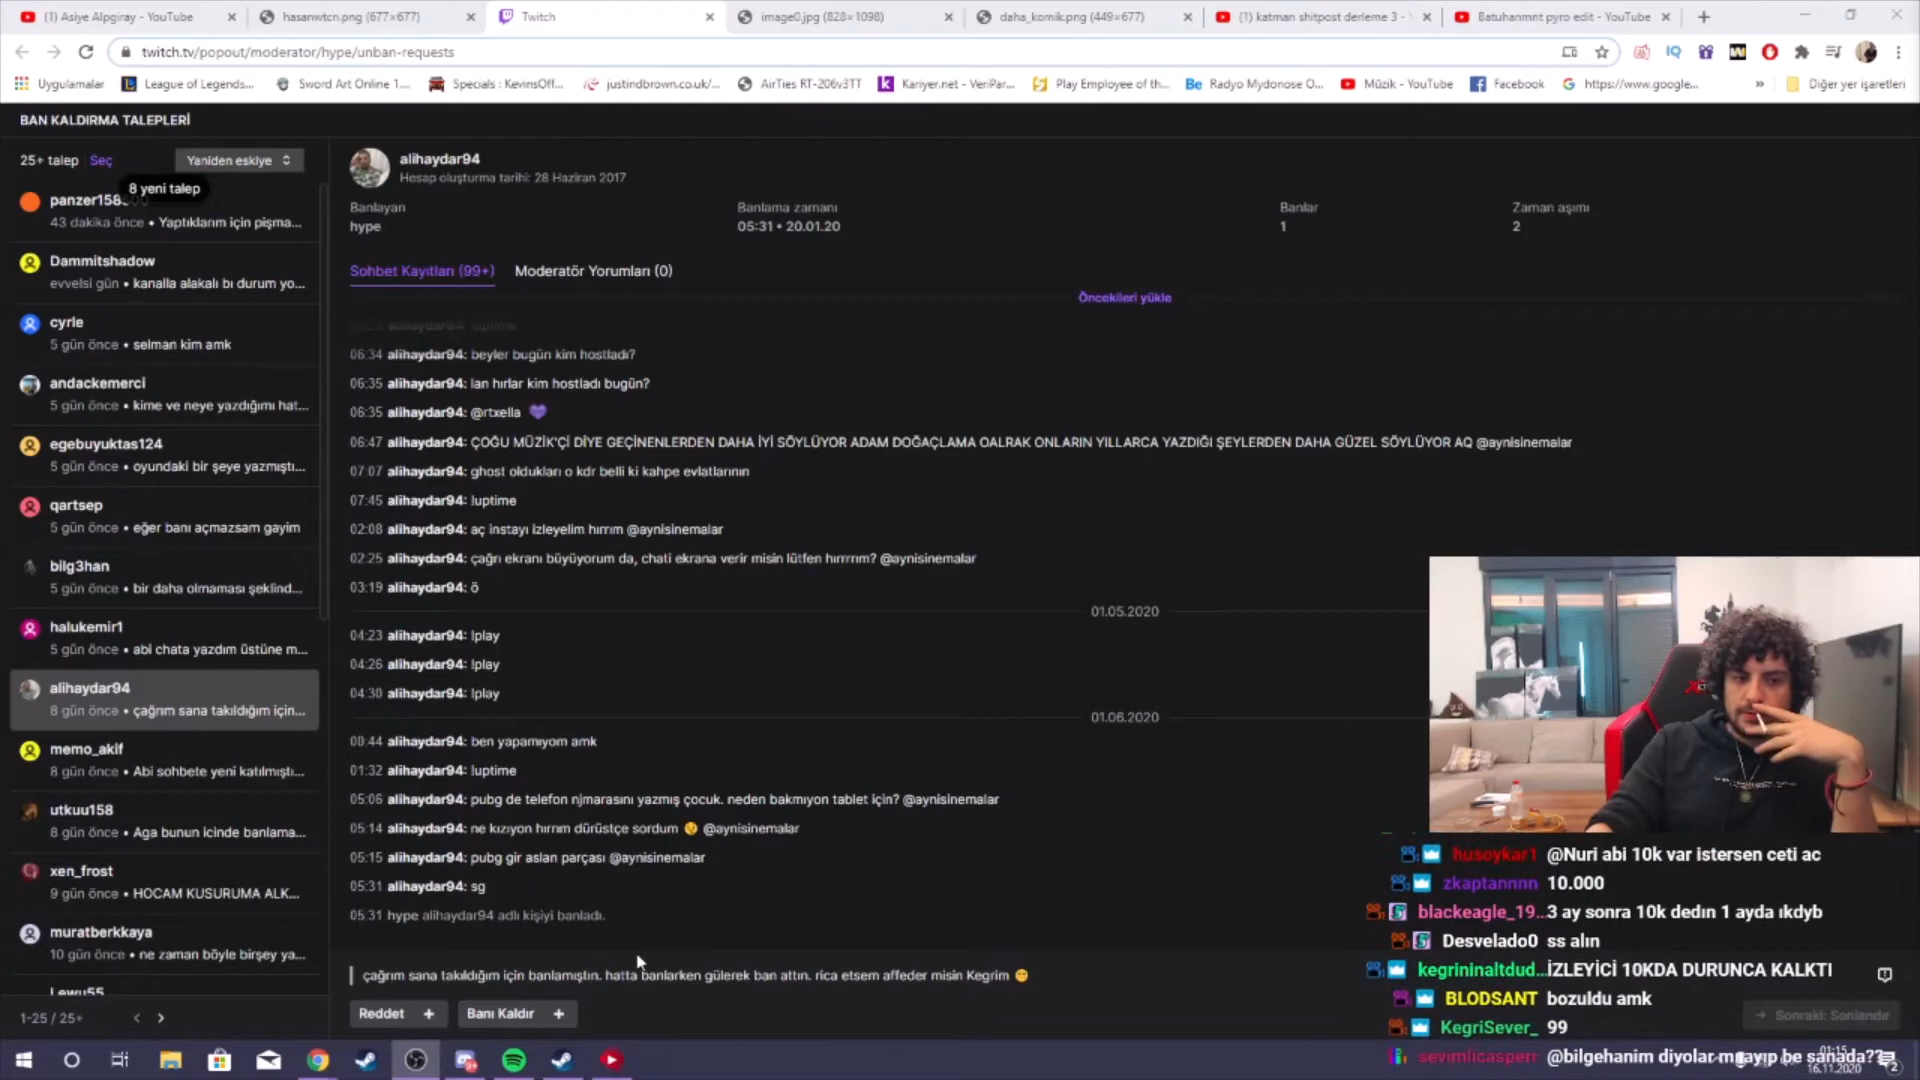 (1) Asiye Alpgiray - YouTube
hasanwtcn.png (677×677)
Twitch
image0.jpg (828×1098)
daha_komik.png (449×677)
(1) katman shitpost derleme 3 -
Batuhanmnt pyro edit - YouTube
twitch.tv/popout/moderator/hype/unban-requests
Uygulamalar
League of Legends...
Sword Art Online 1...
Specials : KevinsOff...
justindbrown.co.uk/...
AirTies RT-206v3TT
Kariyer.net - VeriPar...
Play Employee of th...
Radyo Mydonose O...
Müzik - YouTube
Facebook
https://www.google...
Diğer yer işaretleri
BAN KALDIRMA TALEPLERİ
25+ talep Seç
Yeniden eskiye
8 yeni talep
panzer158
43 dakika önce • Yaptıklarım için pişma...
Dammitshadow
evvelsi gün • kanalla alakalı bı durum yo...
cyrle
5 gün önce • selman kim amk
andackemerci
5 gün önce • kime ve neye yazdığımı hat...
egebuyuktas124
5 gün önce • oyundaki bir şeye yazmıştı...
qartsep
5 gün önce • eğer banı açmazsam gayim
bilg3han
5 gün önce • bir daha olmaması şeklind...
halukemir1
5 gün önce • abi chata yazdım üstüne m...
alihaydar94
8 gün önce • çağrım sana takıldığım için...
memo_akif
8 gün önce • Abi sohbete yeni katılmıştı...
utkuu158
8 gün önce • Aga bunun icinde banlama...
xen_frost
9 gün önce • HOCAM KUSURUMA ALK...
muratberkkaya
10 gün önce • ne zaman böyle birşey ya...
Lewu55
1-25 / 25+
alihaydar94
Hesap oluşturma tarihi: 28 Haziran 2017
Banlayan
hype
Banlama zamanı
05:31 • 20.01.20
Banlar
1
Zaman aşımı
2
Sohbet Kayıtları (99+)
Moderatör Yorumları (0)
Öncekileri yükle
alihaydar94: !uptime
06:34 alihaydar94: beyler bugün kim hostladı?
06:35 alihaydar94: lan hırlar kim hostladı bugün?
06:35 alihaydar94: @rtxella 💜
06:47 alihaydar94: ÇOĞU MÜZİK'Çİ DİYE GEÇİNENLERDEN DAHA İYİ SÖYLÜYOR ADAM DOĞAÇLAMA OALRAK ONLARIN YILLARCA YAZDIĞI ŞEYLERDEN DAHA GÜZEL SÖYLÜYOR AQ @aynisinemalar
07:07 alihaydar94: ghost oldukları o kdr belli ki kahpe evlatlarının
07:45 alihaydar94: !uptime
02:08 alihaydar94: aç instayı izleyelim hırrım @aynisinemalar
02:25 alihaydar94: çağrı ekranı büyüyorum da, chati ekrana verir misin lütfen hırrrrım? @aynisinemalar
03:19 alihaydar94: ö
01.05.2020
04:23 alihaydar94: !play
04:26 alihaydar94: !play
04:30 alihaydar94: !play
01.06.2020
00:44 alihaydar94: ben yapamıyom amk
01:32 alihaydar94: !uptime
05:06 alihaydar94: pubg de telefon njmarasını yazmış çocuk. neden bakmıyon tablet için? @aynisinemalar
05:14 alihaydar94: ne kızıyon hırrım dürüstçe sordum 😉 @aynisinemalar
05:15 alihaydar94: pubg gir aslan parçası @aynisinemalar
05:31 alihaydar94: sg
05:31 hype alihaydar94 adlı kişiyi banladı.
çağrım sana takıldığım için banlamıştın. hatta banlarken gülerek ban attın. rica etsem affeder misin Kegrim 😁
Reddet +
Banı Kaldır +
Sonraki: Sonlandır
husoykar1 @Nuri abi 10k var istersen ceti ac
zkaptannnn 10.000
blackeagle_19... 3 ay sonra 10k dedın 1 ayda ıkdyb
Desvelado0 ss alın
kegrininaltdud... İZLEYİCİ 10KDA DURUNCA KALKTI
BLODSANT bozuldu amk
KegriSever_ 99
sevimlicasperr @bilgehanim diyolar
01:15
16.11.2020